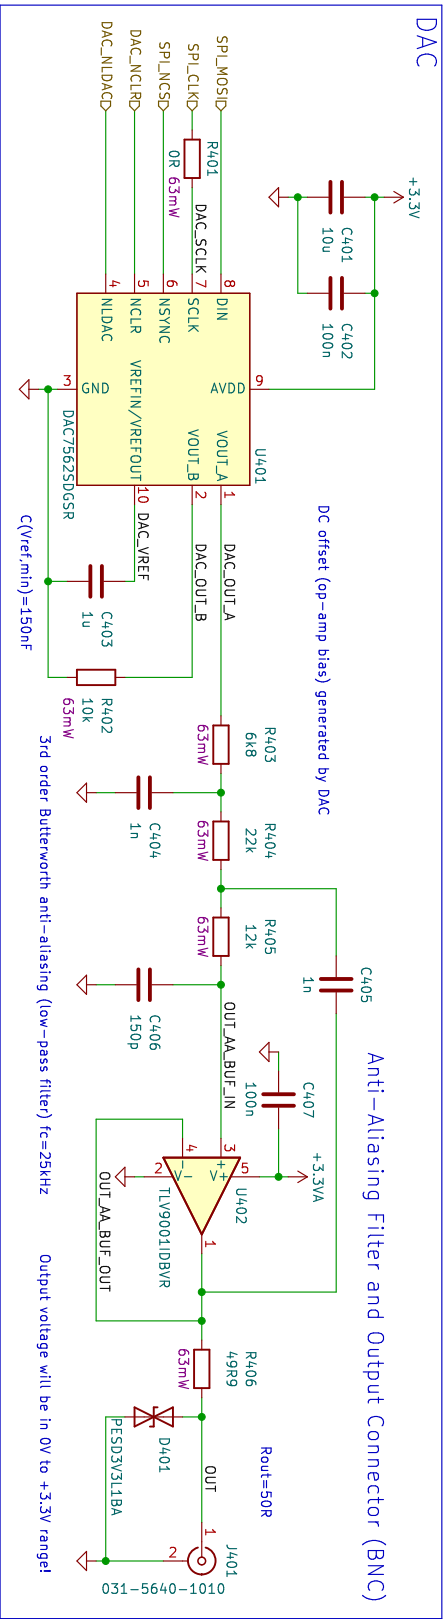 DAC
DAC_NLDAC
DAC_NCLR
SPI_NCS
SPI_CLK
SPI_MOSI
R401
0R
63mW
DAC_SCLK
+3.3V
C401
10u
C402
100n
4
5
6
7
8
NLDAC
NCLR
NSYNC
SCLK
DIN
3
GND
AVDD
9
VREFIN/VREFOUT
VOUT_B
VOUT_A
U401
DAC7562SDGSR
10
2
1
DAC_VREF
DAC_OUT_B
DAC_OUT_A
C403
1u
C(Vref,min)=150nF
R402
10k
63mW
DC offset (op-amp bias) generated by DAC
R403
6k8
63mW
C404
1n
R404
22k
63mW
R405
12k
63mW
C405
1n
C406
150p
OUT_AA_BUF_IN
3rd order Butterworth anti-aliasing (low-pass filter) fc=25kHz
Anti-Aliasing Filter and Output Connector (BNC)
C407
100n
+3.3VA
4
3
2
5
-
+
V-
V+
U402
TLV9001IDBVR
1
OUT_AA_BUF_OUT
R406
49R9
63mW
D401
PESD3V3L1BA
OUT
Rout=50R
1
2
J401
031-5640-1010
Output voltage will be in 0V to +3.3V range!